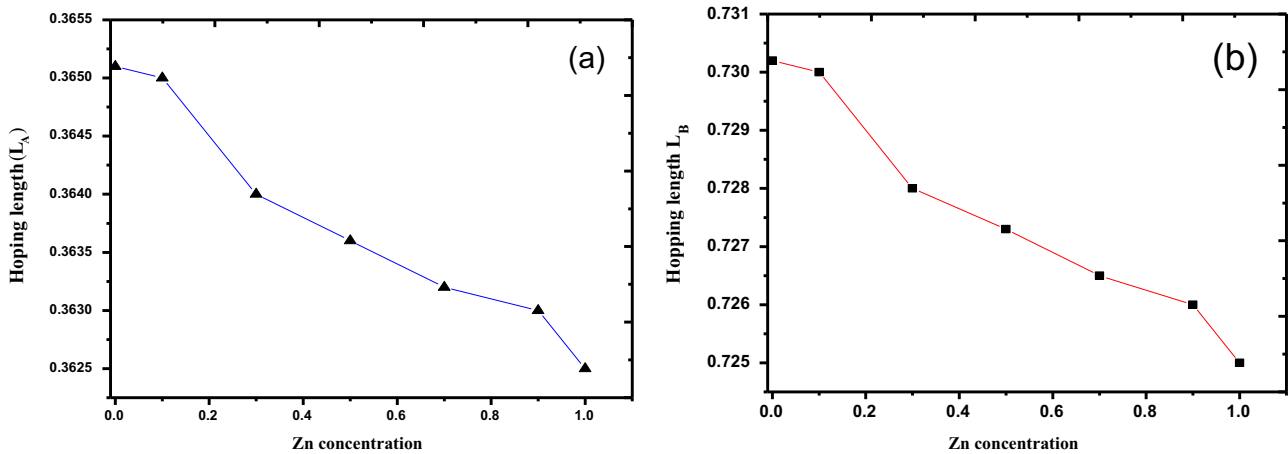 (a)
Hoping length (L_A)
0.3655
0.3650
0.3645
0.3640
0.3635
0.3630
0.3625
0.0 0.2 0.4 0.6 0.8 1.0
Zn concentration
(b)
Hopping length L_B
0.731
0.730
0.729
0.728
0.727
0.726
0.725
0.0 0.2 0.4 0.6 0.8 1.0
Zn concentration